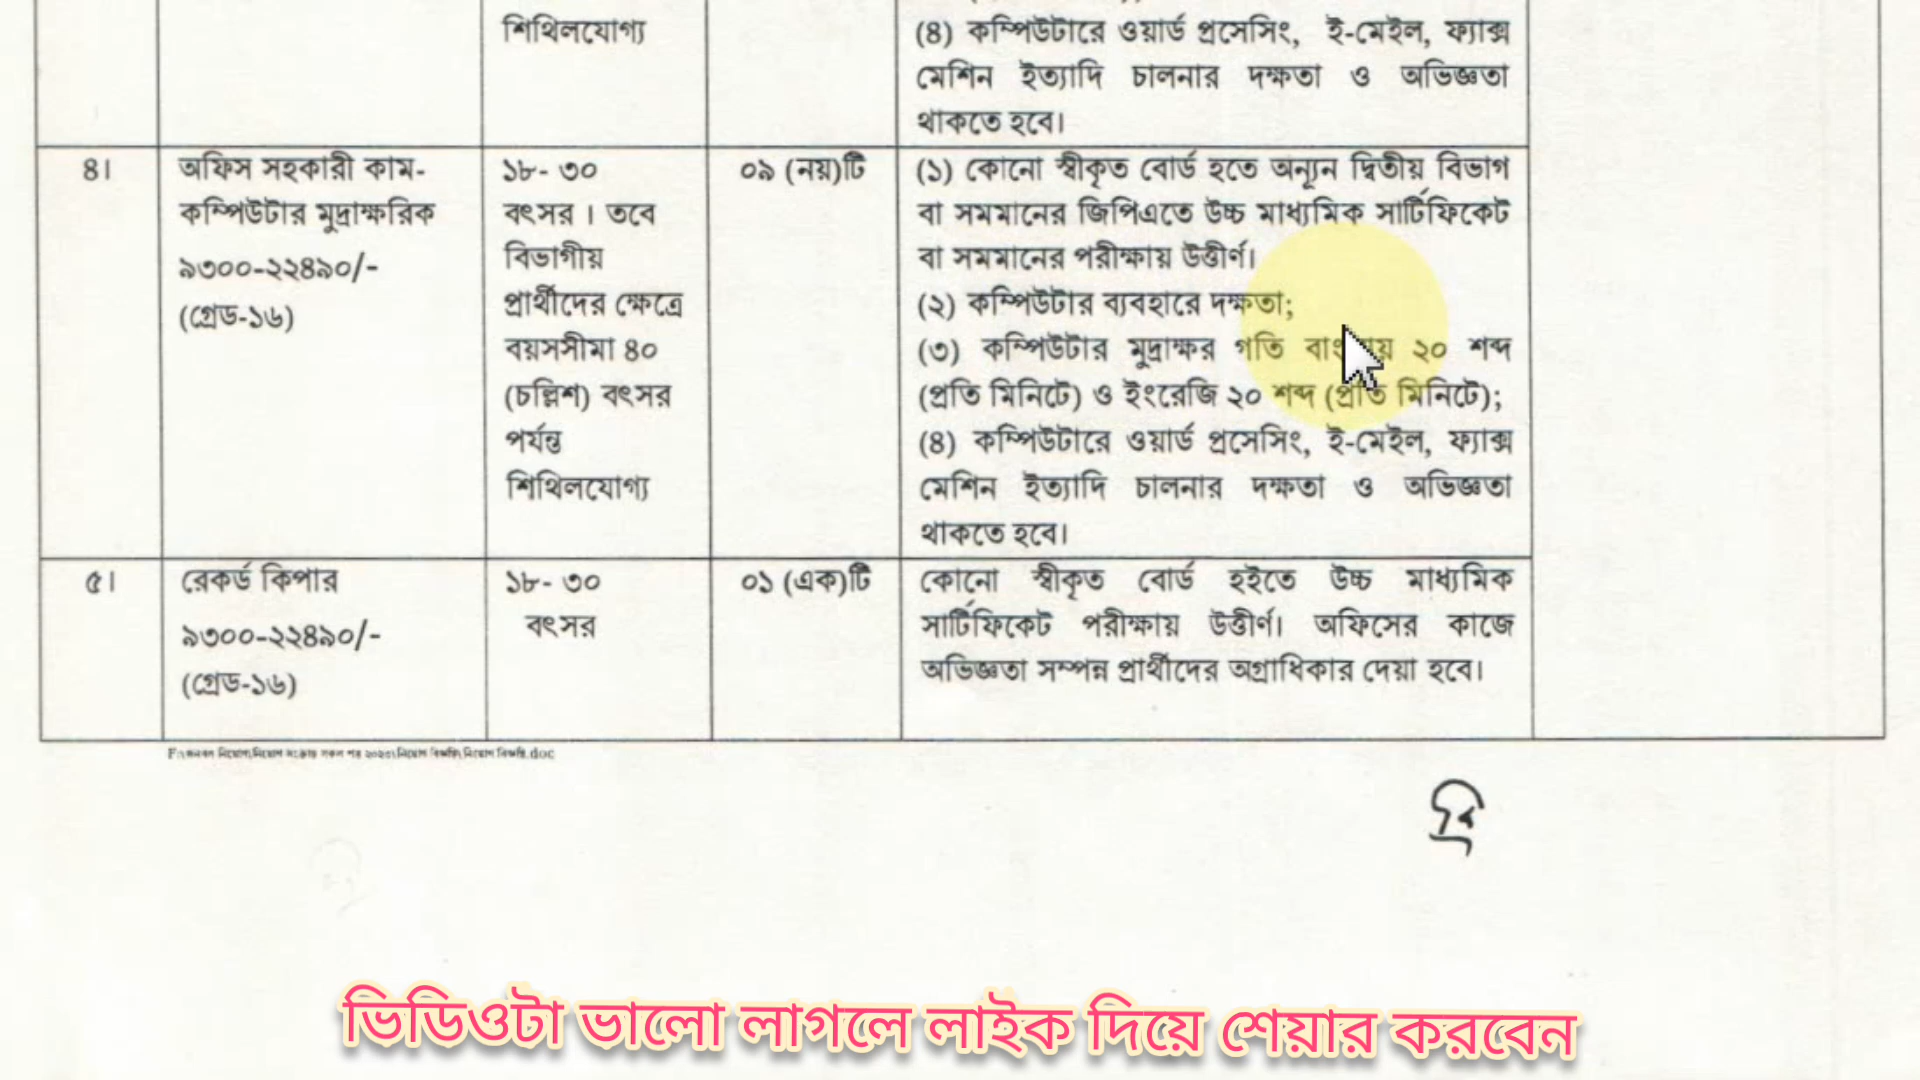 শিথিলযোগ্য
(৪) কম্পিউটারে ওয়ার্ড প্রসেসিং, ই-মেইল, ফ্যাক্স
মেশিন ইত্যাদি চালনার দক্ষতা ও অভিজ্ঞতা
থাকতে হবে।
৪।
অফিস সহকারী কাম-
কম্পিউটার মুদ্রাক্ষরিক
৯৩০০-২২৪৯০/-
(গ্রেড-১৬)
১৮- ৩০
বৎসর । তবে
বিভাগীয়
প্রার্থীদের ক্ষেত্রে
বয়সসীমা ৪০
(চল্লিশ) বৎসর
পর্যন্ত
শিথিলযোগ্য
০৯ (নয়)টি
(১) কোনো স্বীকৃত বোর্ড হতে অন্যূন দ্বিতীয় বিভাগ
বা সমমানের জিপিএতে উচ্চ মাধ্যমিক সার্টিফিকেট
বা সমমানের পরীক্ষায় উত্তীর্ণ।
(২) কম্পিউটার ব্যবহারে দক্ষতা;
(৩) কম্পিউটার মুদ্রাক্ষর গতি ২০ শব্দ
(প্রতি মিনিটে) ও ইংরেজি ২০ শব্দ (প্রতি মিনিটে);
(৪) কম্পিউটারে ওয়ার্ড প্রসেসিং, ই-মেইল, ফ্যাক্স
মেশিন ইত্যাদি চালনার দক্ষতা ও অভিজ্ঞতা
থাকতে হবে।
৫।
রেকর্ড কিপার
৯৩০০-২২৪৯০/-
(গ্রেড-১৬)
১৮- ৩০
বৎসর
০১ (এক)টি
কোনো স্বীকৃত বোর্ড হইতে উচ্চ মাধ্যমিক
সার্টিফিকেট পরীক্ষায় উত্তীর্ণ। অফিসের কাজে
অভিজ্ঞতা সম্পন্ন প্রার্থীদের অগ্রাধিকার দেয়া হবে।
ভিডিওটা ভালো লাগলে লাইক দিয়ে শেয়ার করবেন